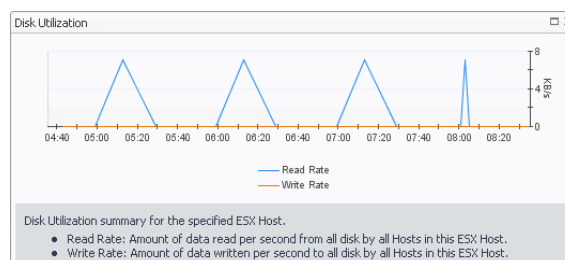 Disk Utilization
8
4
0
KB/s
04:40 05:00 05:20 05:40 06:00 06:20 06:40 07:00 07:20 07:40 08:00 08:20
Read Rate
Write Rate
Disk Utilization summary for the specified ESX Host.
• Read Rate: Amount of data read per second from all disk by all Hosts in this ESX Host.
• Write Rate: Amount of data written per second to all disk by all Hosts in this ESX Host.